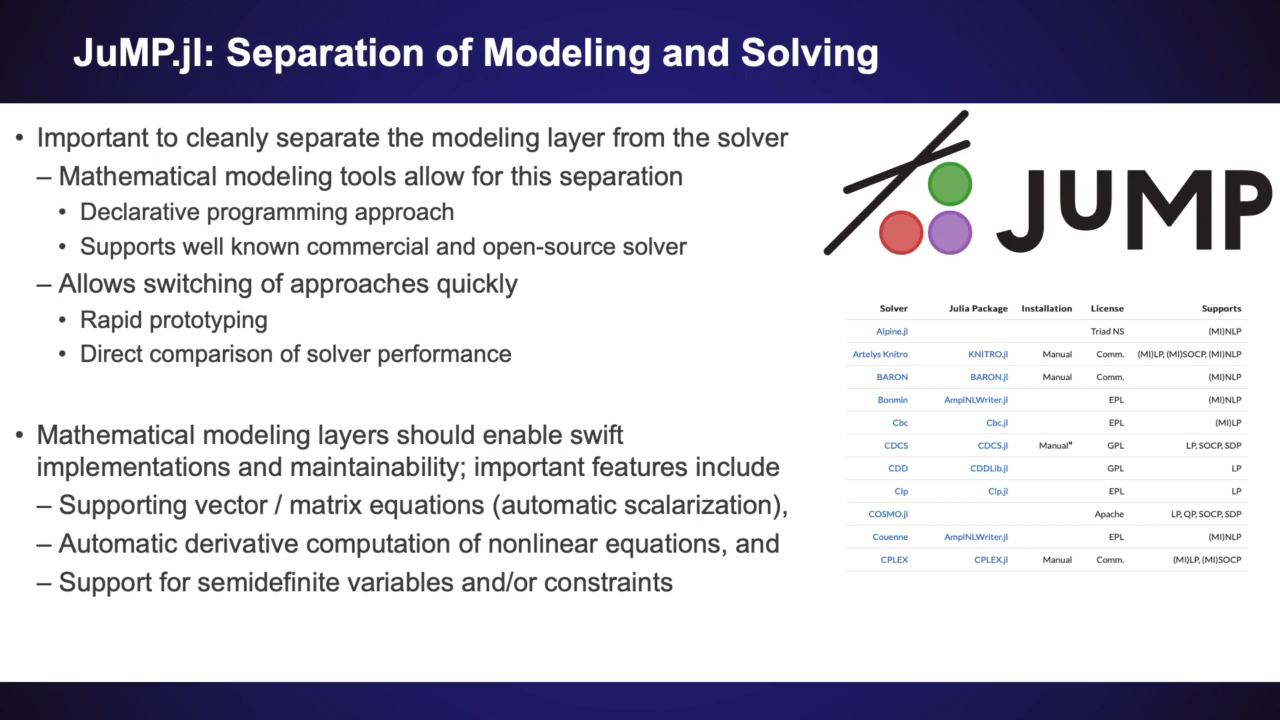 JuMP.jl: Separation of Modeling and Solving
• Important to cleanly separate the modeling layer from the solver
– Mathematical modeling tools allow for this separation
• Declarative programming approach
• Supports well known commercial and open-source solver
– Allows switching of approaches quickly
• Rapid prototyping
• Direct comparison of solver performance
• Mathematical modeling layers should enable swift
implementations and maintainability; important features include
– Supporting vector / matrix equations (automatic scalarization),
– Automatic derivative computation of nonlinear equations, and
– Support for semidefinite variables and/or constraints
JuMP
Solver Julia Package Installation License Supports
Alpine.jl Triad NS (MI)NLP
Artelys Knitro KNITRO.jl Manual Comm. (MI)LP, (MI)SOCP, (MI)NLP
BARON BARON.jl Manual Comm. (MI)NLP
Bonmin AmplNLWriter.jl EPL (MI)NLP
Cbc Cbc.jl EPL (MI)LP
CDCS CDCS.jl Manual^M GPL LP, SOCP, SDP
CDD CDDLib.jl GPL LP
Clp Clp.jl EPL LP
COSMO.jl Apache LP, QP, SOCP, SDP
Couenne AmplNLWriter.jl EPL (MI)NLP
CPLEX CPLEX.jl Manual Comm. (MI)LP, (MI)SOCP